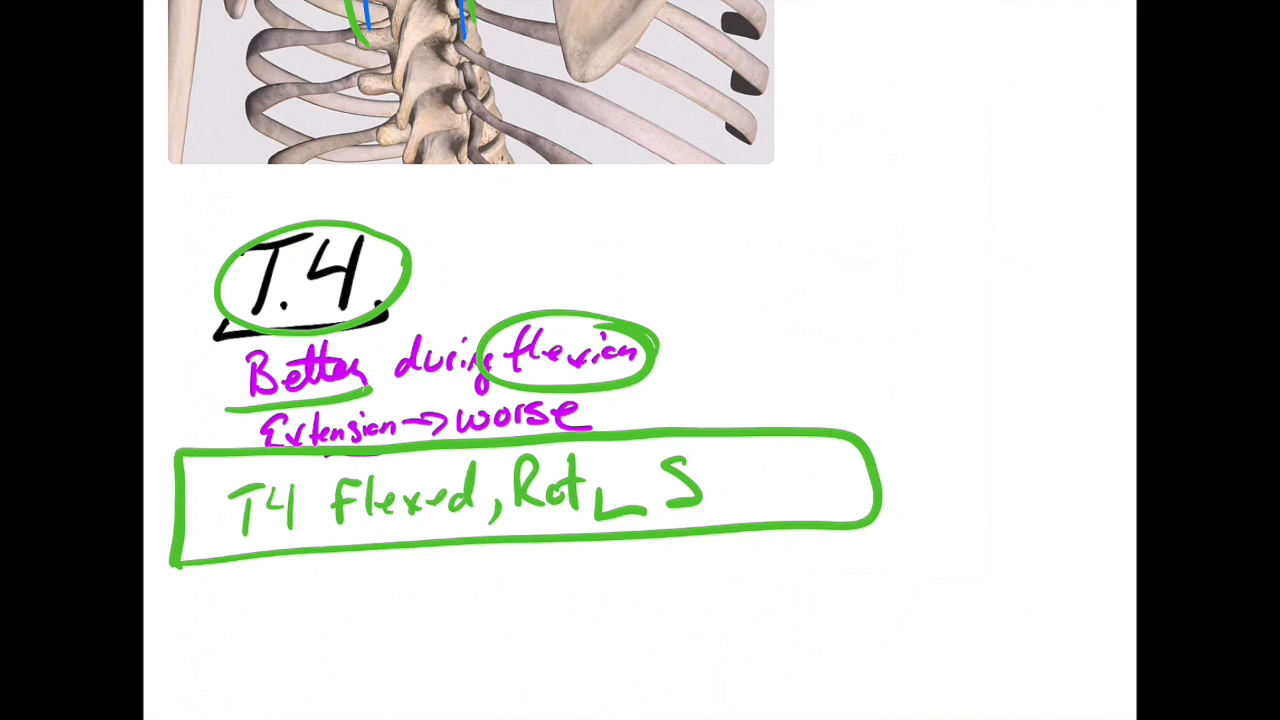 T.4.
Better during flexion
Extension → worse
T4 Flexed, Rot L S